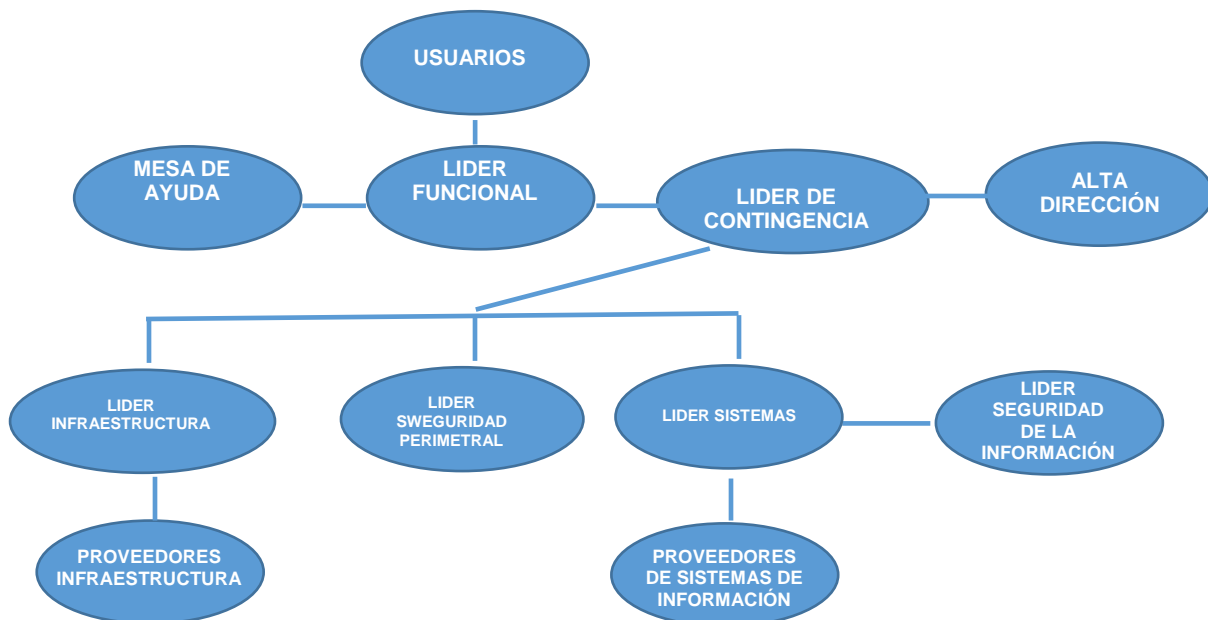 USUARIOS
MESA DE
AYUDA
LIDER
FUNCIONAL
LIDER DE
CONTINGENCIA
ALTA
DIRECCIÓN
LIDER
INFRAESTRUCTURA
LIDER
SWEGURIDAD
PERIMETRAL
LIDER SISTEMAS
LIDER
SEGURIDAD
DE LA
INFORMACIÓN
PROVEEDORES
INFRAESTRUCTURA
PROVEEDORES
DE SISTEMAS DE
INFORMACIÓN